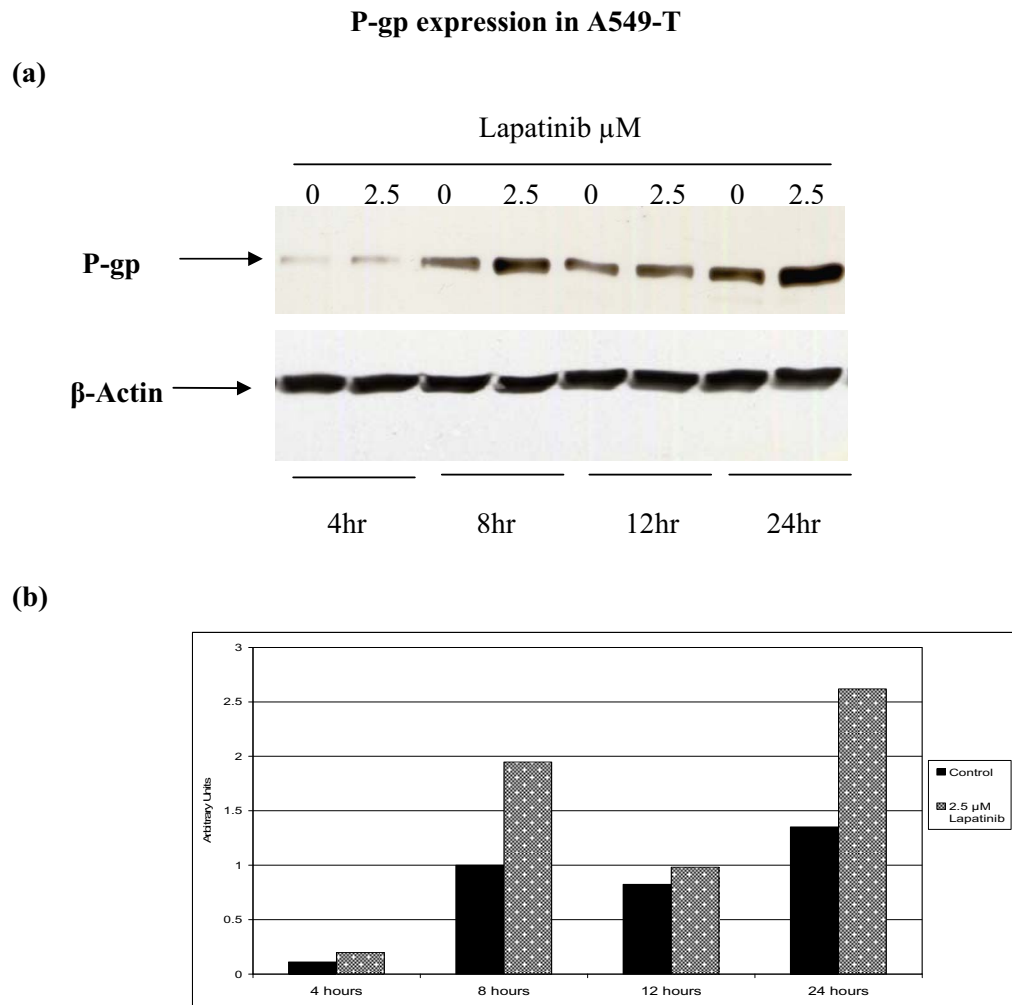 P-gp expression in A549-T
(a)
Lapatinib µM
0 2.5 0 2.5 0 2.5 0 2.5
P-gp
β-Actin
4hr 8hr 12hr 24hr
(b)
3
2.5
2
1.5
1
0.5
0
Arbitrary Units
4 hours 8 hours 12 hours 24 hours
Control
2.5 µM
Lapatinib